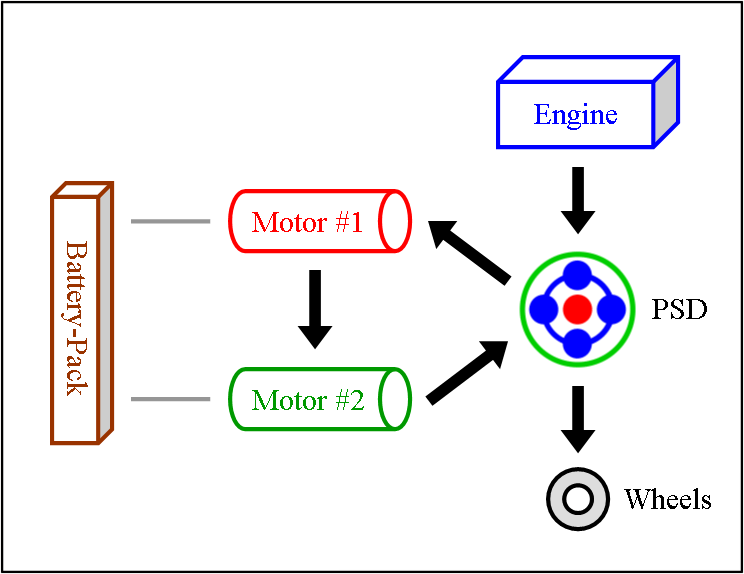 Engine
Motor #1
Battery-Pack
PSD
Motor #2
Wheels